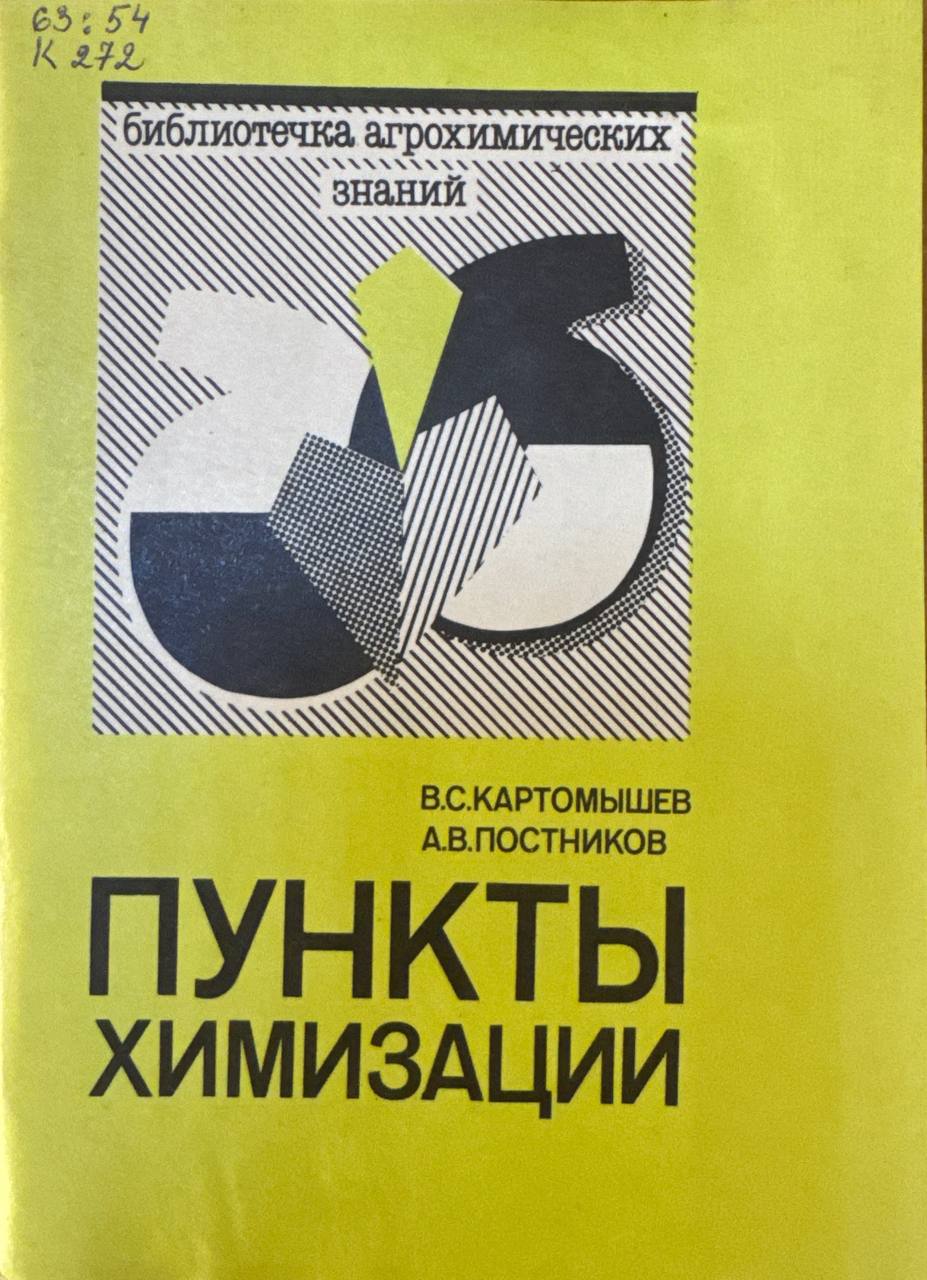 63:54
К 272
библиотечка агрохимических
знаний
В.С.КАРТОМЫШЕВ
А.В.ПОСТНИКОВ
ПУНКТЫ
ХИМИЗАЦИИ